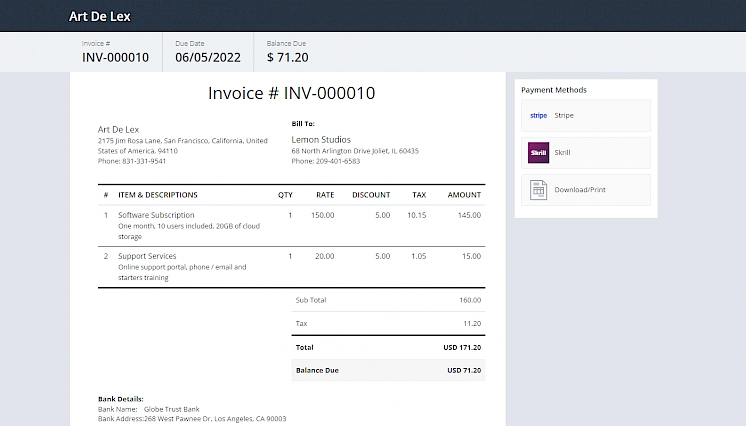 Art De Lex
Invoice # Due Date Balance Due
INV-000010 06/05/2022 $ 71.20
Invoice # INV-000010
Payment Methods
stripe Stripe
Skrill Skrill
Download/Print
Art De Lex
2175 Jim Rosa Lane, San Francisco, California, United
States of America, 94110
Phone: 831-331-9541
Bill To:
Lemon Studios
68 North Arlington Drive Joliet, IL 60435
Phone: 209-401-6583
# ITEM & DESCRIPTIONS QTY RATE DISCOUNT TAX AMOUNT
1 Software Subscription 1 150.00 5.00 10.15 145.00
One month, 10 users included, 20GB of cloud
storage
2 Support Services 1 20.00 5.00 1.05 15.00
Online support portal, phone / email and
starters training
Sub Total 160.00
Tax 11.20
Total USD 171.20
Balance Due USD 71.20
Bank Details:
Bank Name: Globe Trust Bank
Bank Address:268 West Pawnee Dr. Los Angeles, CA 90003